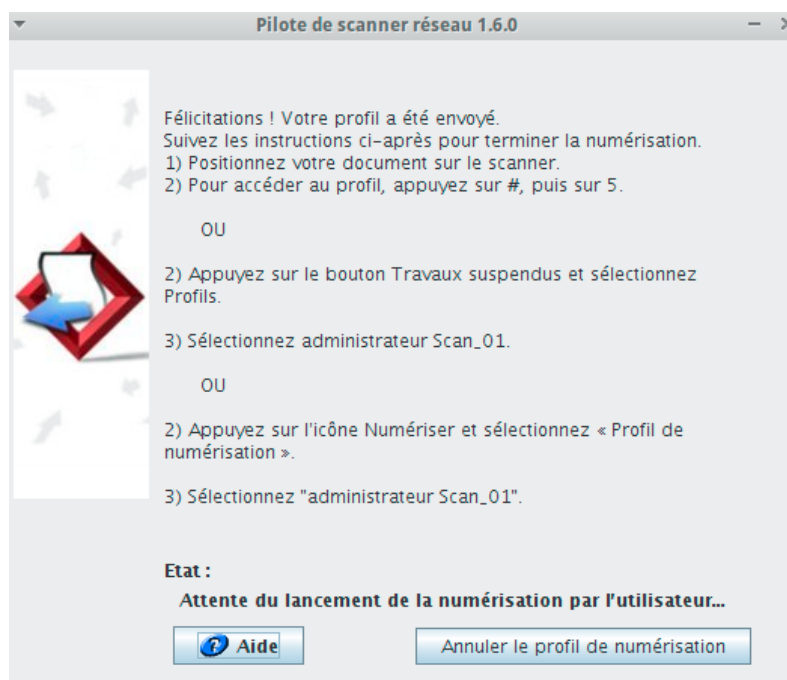 Pilote de scanner réseau 1.6.0
Félicitations ! Votre profil a été envoyé.
Suivez les instructions ci-après pour terminer la numérisation.
1) Positionnez votre document sur le scanner.
2) Pour accéder au profil, appuyez sur #, puis sur 5.
OU
2) Appuyez sur le bouton Travaux suspendus et sélectionnez
Profils.
3) Sélectionnez administrateur Scan_01.
OU
2) Appuyez sur l'icône Numériser et sélectionnez « Profil de
numérisation ».
3) Sélectionnez "administrateur Scan_01".
Etat :
Attente du lancement de la numérisation par l'utilisateur...
Aide
Annuler le profil de numérisation